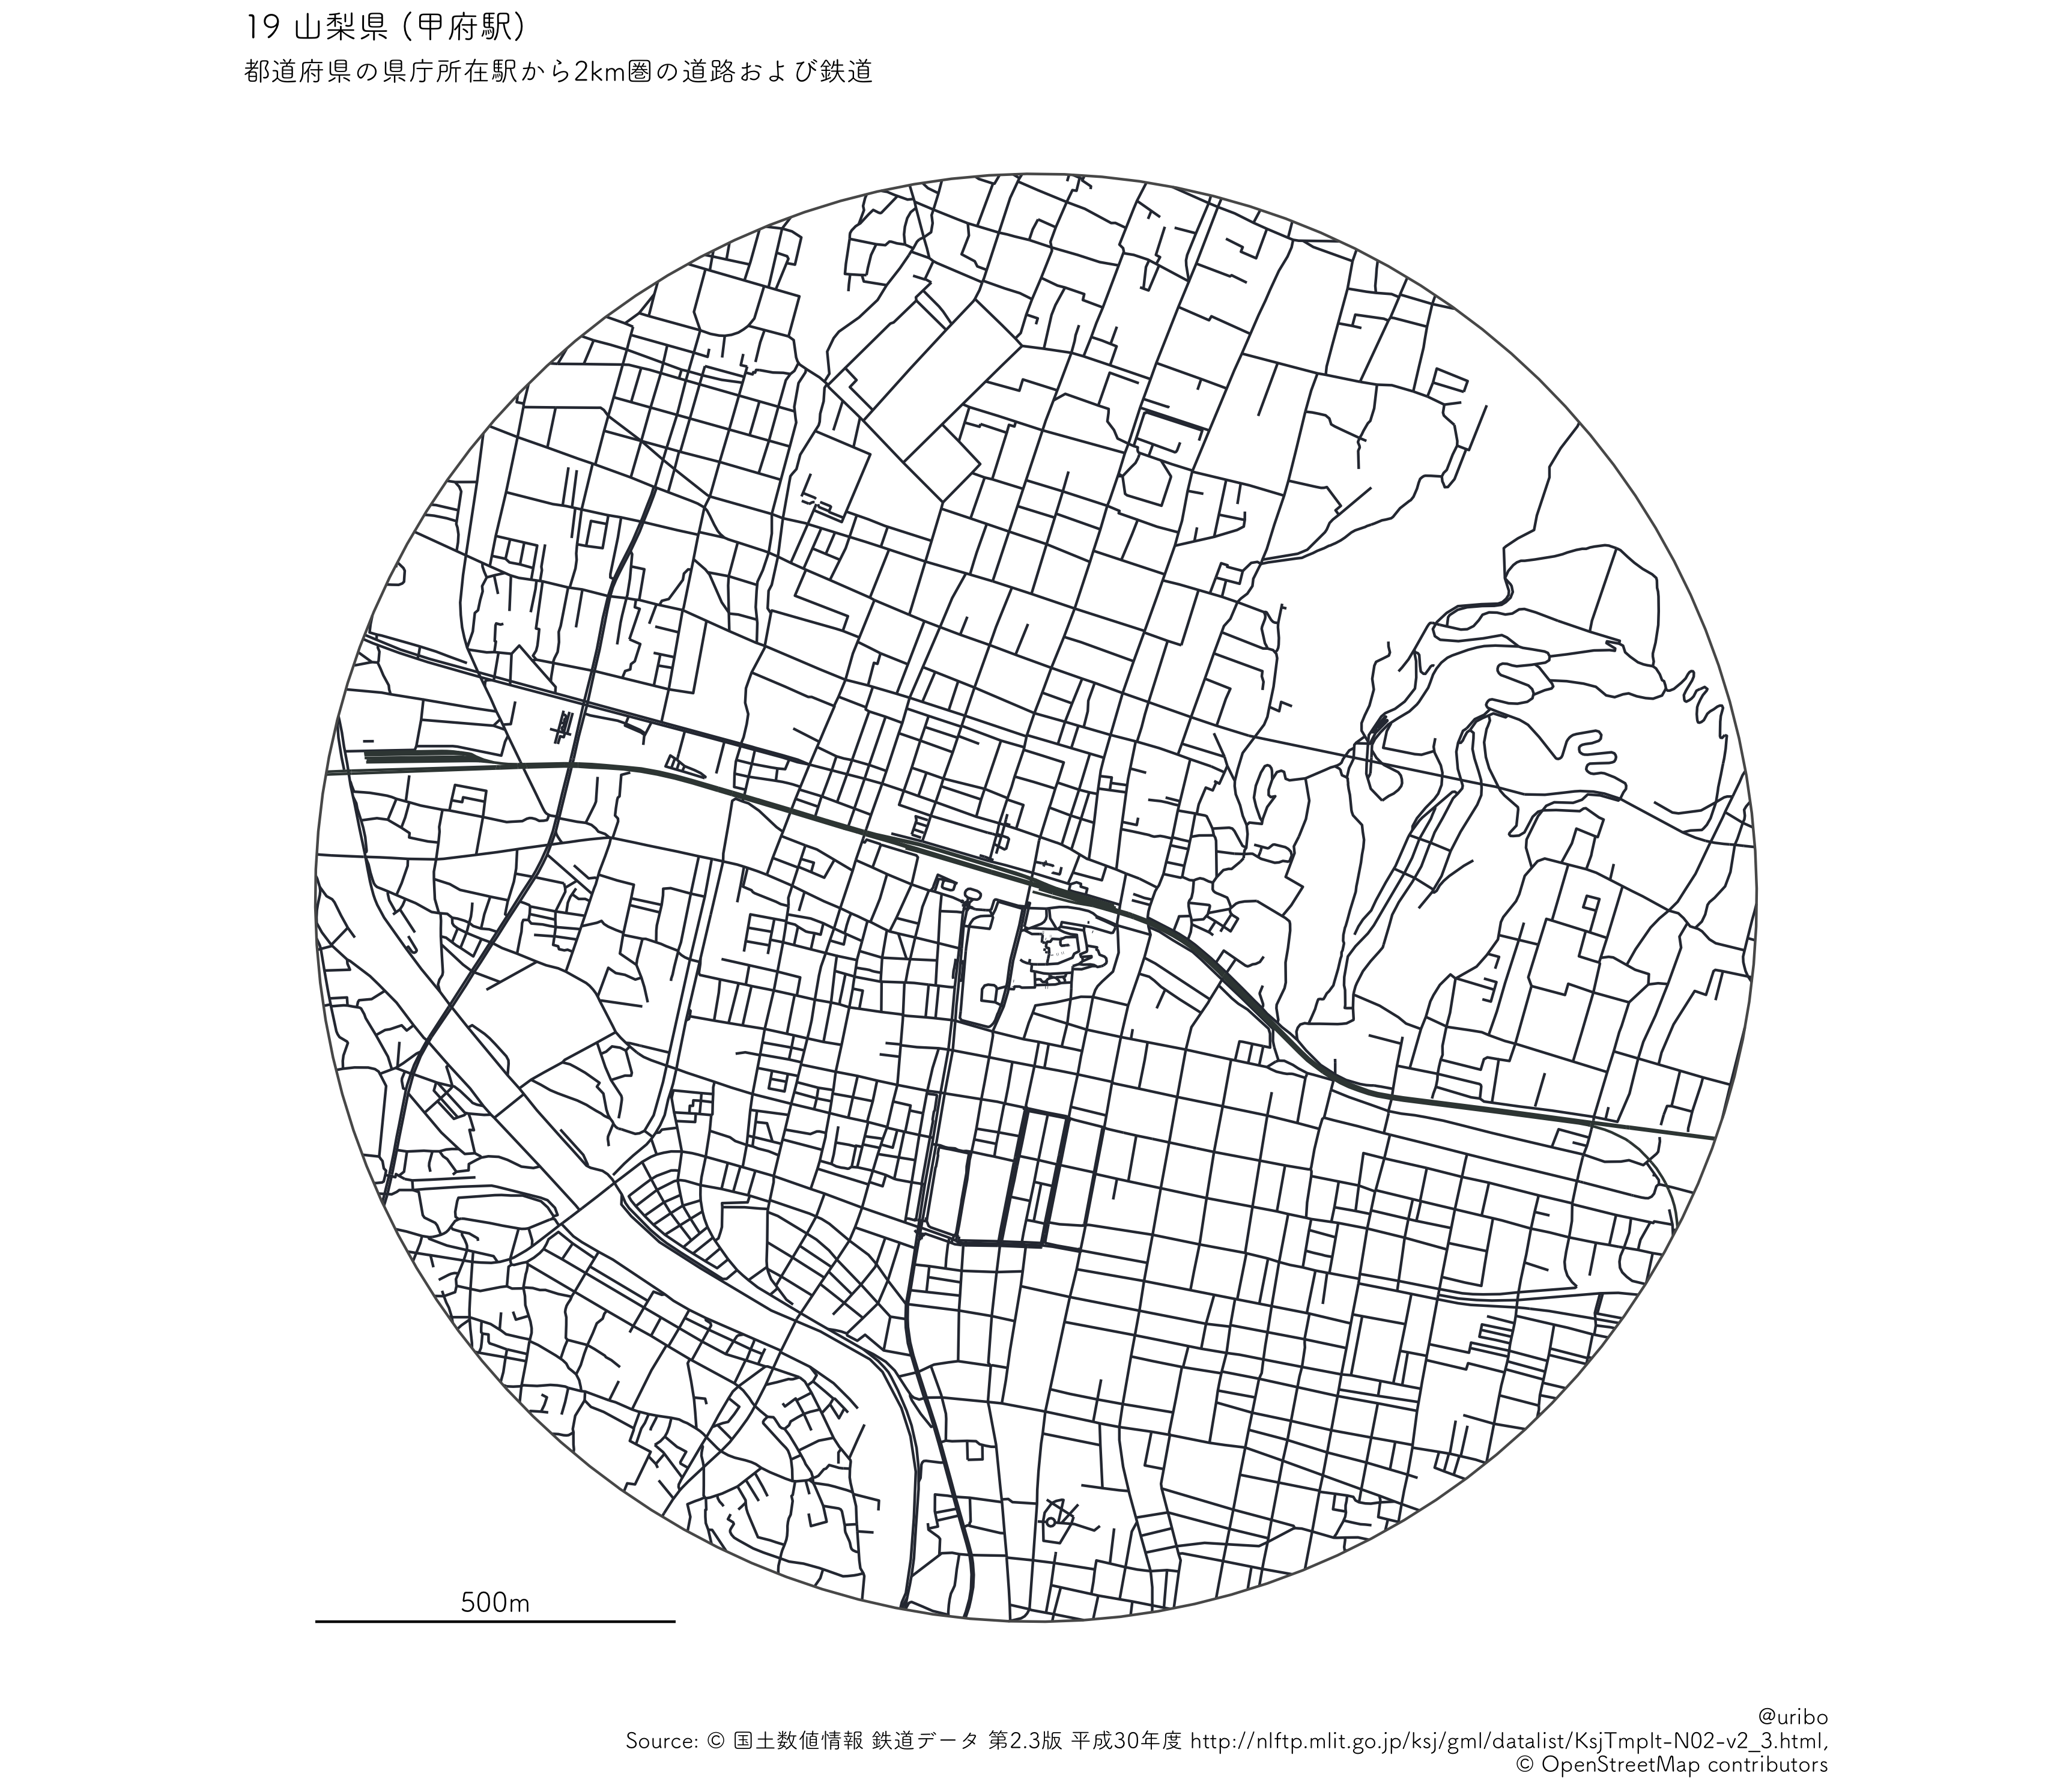 19 山梨県 (甲府駅)
都道府県の県庁所在駅から2km圏の道路および鉄道
500m
@uribo
Source: © 国土数値情報 鉄道データ 第2.3版 平成30年度 http://nlftp.mlit.go.jp/ksj/gml/datalist/KsjTmplt-N02-v2_3.html,
© OpenStreetMap contributors